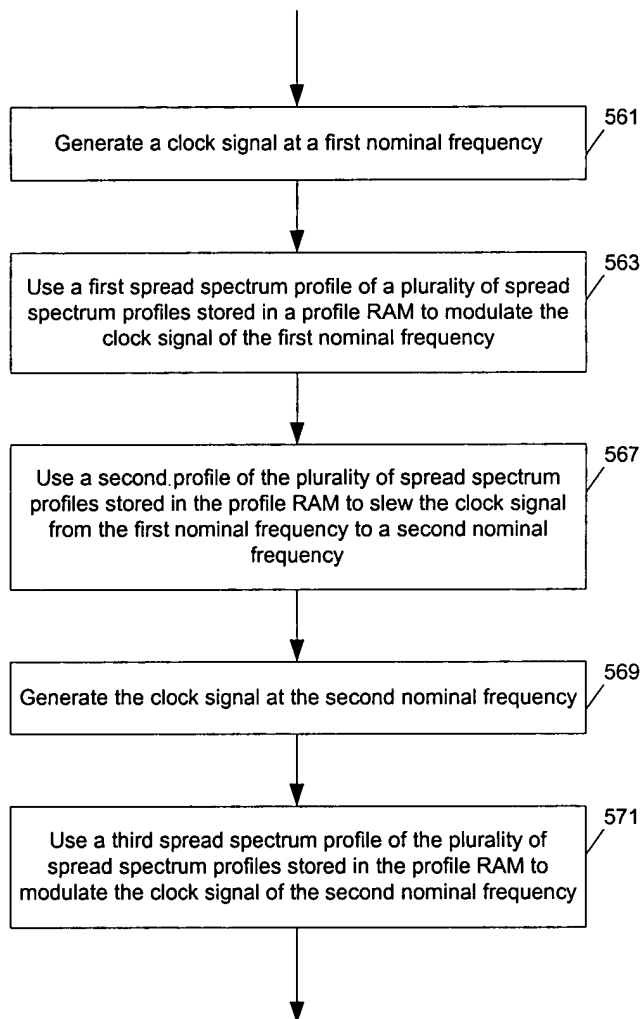 561
Generate a clock signal at a first nominal frequency
563
Use a first spread spectrum profile of a plurality of spread
spectrum profiles stored in a profile RAM to modulate the
clock signal of the first nominal frequency
567
Use a second profile of the plurality of spread spectrum
profiles stored in the profile RAM to slew the clock signal
from the first nominal frequency to a second nominal
frequency
569
Generate the clock signal at the second nominal frequency
571
Use a third spread spectrum profile of the plurality of
spread spectrum profiles stored in the profile RAM to
modulate the clock signal of the second nominal frequency